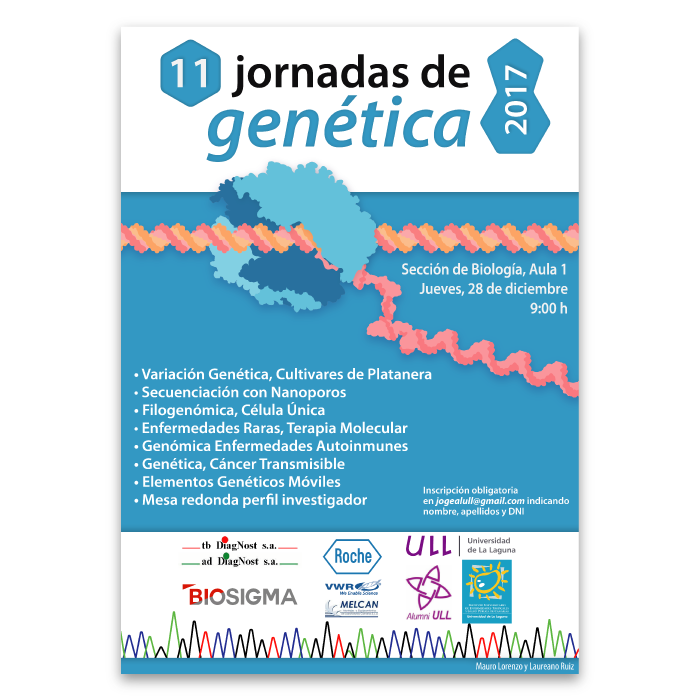 11 jornadas de
genética
2017
Sección de Biología, Aula 1
Jueves, 28 de diciembre
9:00 h
• Variación Genética, Cultivares de Platanera
• Secuenciación con Nanoporos
• Filogenómica, Célula Única
• Enfermedades Raras, Terapia Molecular
• Genómica Enfermedades Autoinmunes
• Genética, Cáncer Transmisible
• Elementos Genéticos Móviles
• Mesa redonda perfil investigador
Inscripción obligatoria
en jogealull@gmail.com indicando
nombre, apellidos y DNI
tb DiagNost s.a.
ad DiagNost s.a.
Roche
ULL
Universidad
de La Laguna
BIOSIGMA
VWR
We Enable Science
MELCAN
Alumni ULL
Universidad de La Laguna
Mauro Lorenzo y Laureano Ruiz